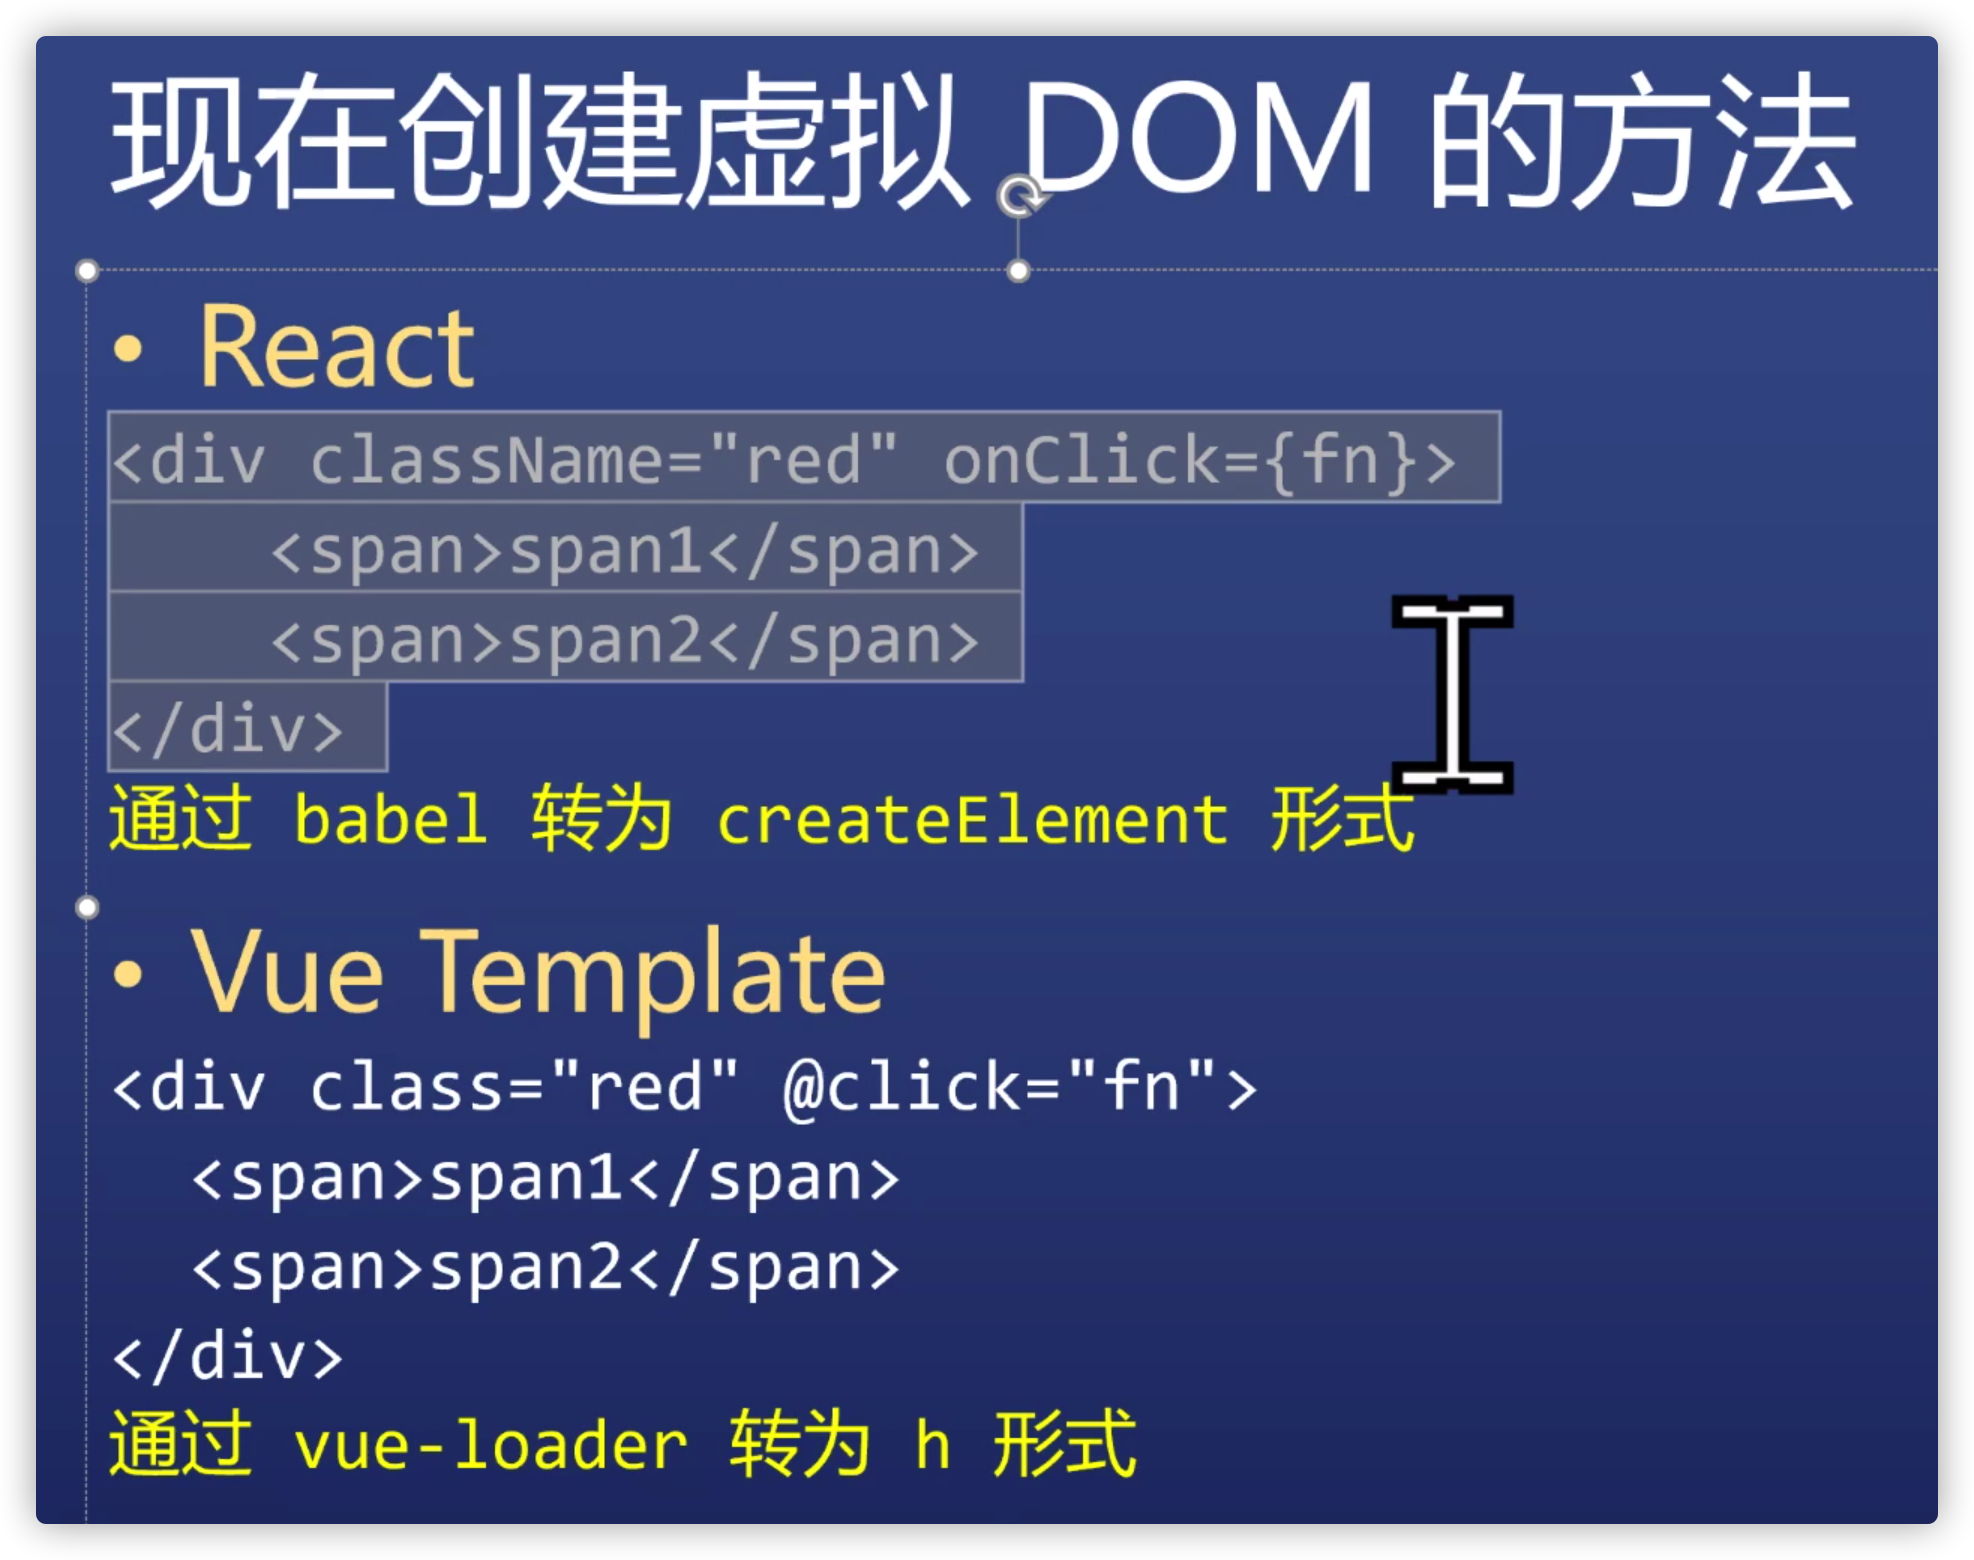 现在创建虚拟 DOM 的方法
• React
<div className="red" onClick={fn}>
    <span>span1</span>
    <span>span2</span>
</div>
通过 babel 转为 createElement 形式
• Vue Template
<div class="red" @click="fn">
  <span>span1</span>
  <span>span2</span>
</div>
通过 vue-loader 转为 h 形式